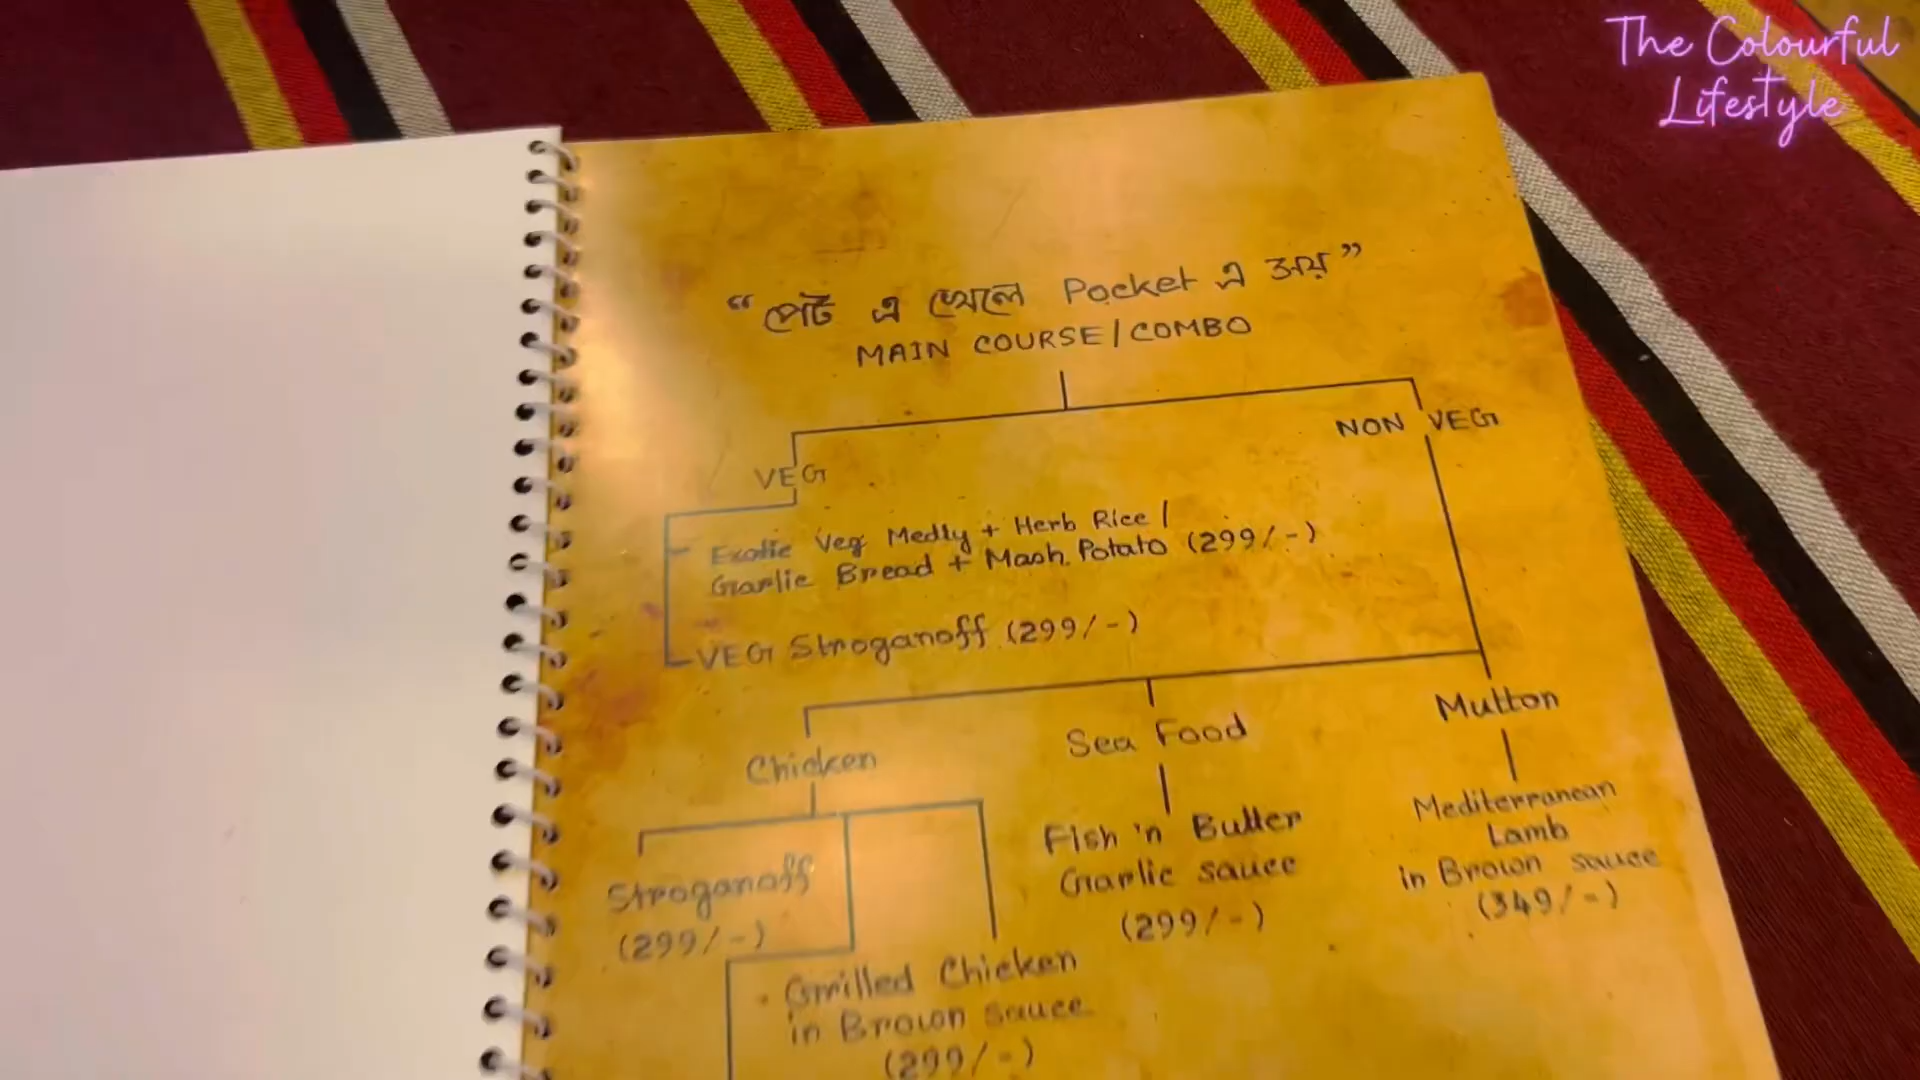 The Colourful
Lifestyle
“পেট এ খেলে Pocket এ সয়”
MAIN COURSE/COMBO
VEG
NON VEG
Exotic Veg Medly + Herb Rice/
Garlic Bread + Mash Potato (299/-)
VEG Stroganoff (299/-)
Chicken
Sea Food
Mutton
Stroganoff
(299/-)
Grilled Chicken
in Brown sauce
(299/-)
Fish 'n Butter
Garlic sauce
(299/-)
Mediterranean
Lamb
in Brown sauce
(349/-)